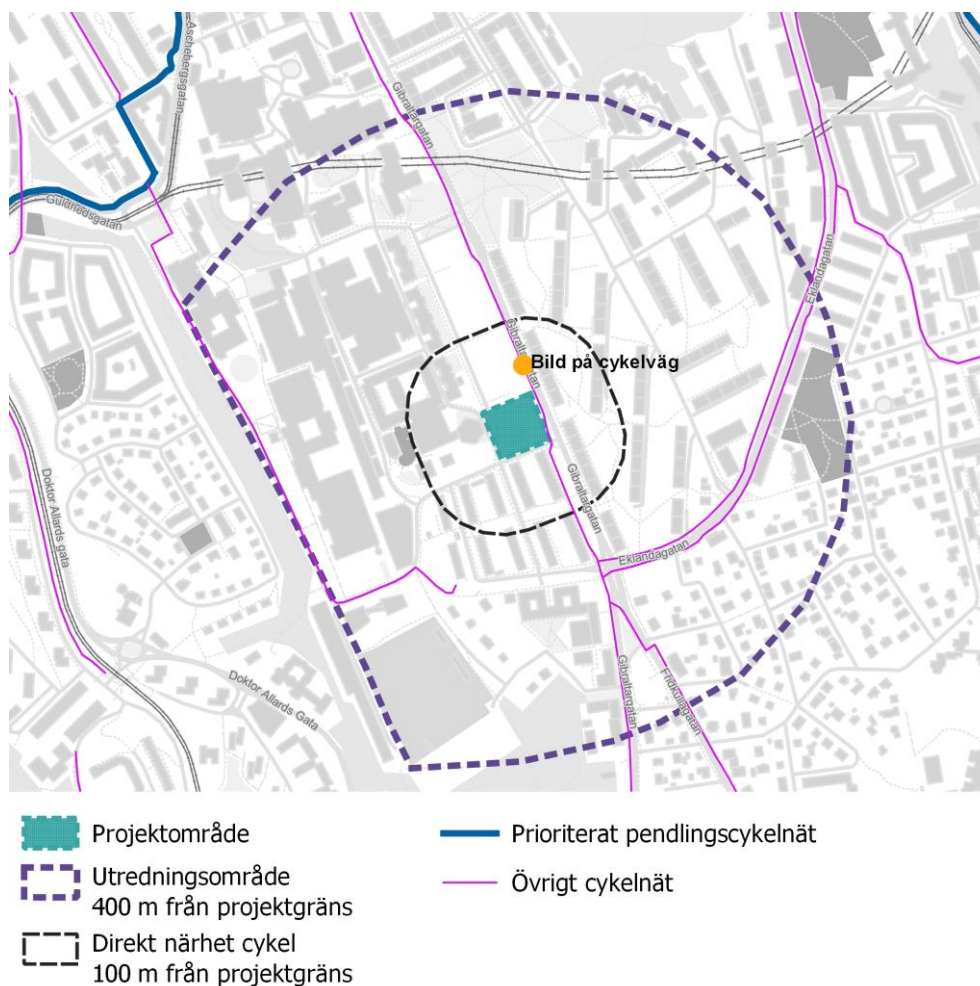 Aschebergsgatan
Gibraltargatan
Guldhedsgatan
Eklandagatan
Gibraltargatan
Bild på cykelväg
Doktor Allards gata
Gibraltargatan
Eklandagatan
Doktor Allards Gata
Gibraltargatan
Fridkullagatan
Projektområde
Utredningsområde
400 m från projektgräns
Direkt närhet cykel
100 m från projektgräns
Prioriterat pendlingscykelnät
Övrigt cykelnät